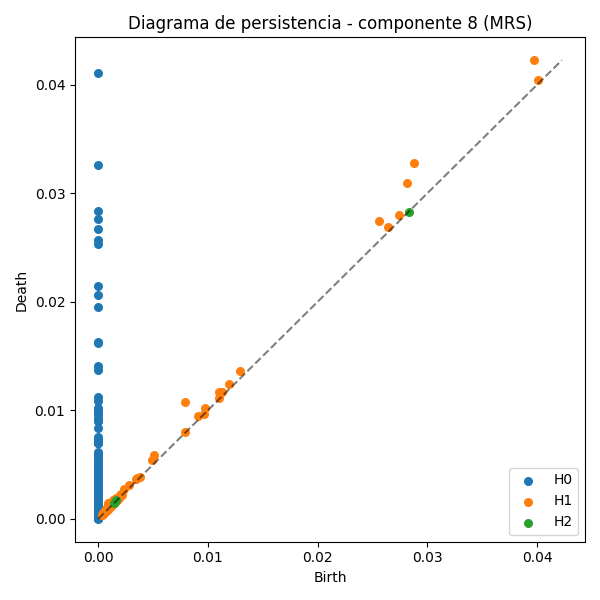 Diagrama de persistencia - componente 8 (MRS)
Death
0.04
0.03
0.02
0.01
0.00
0.00 0.01 0.02 0.03 0.04
Birth
H0
H1
H2